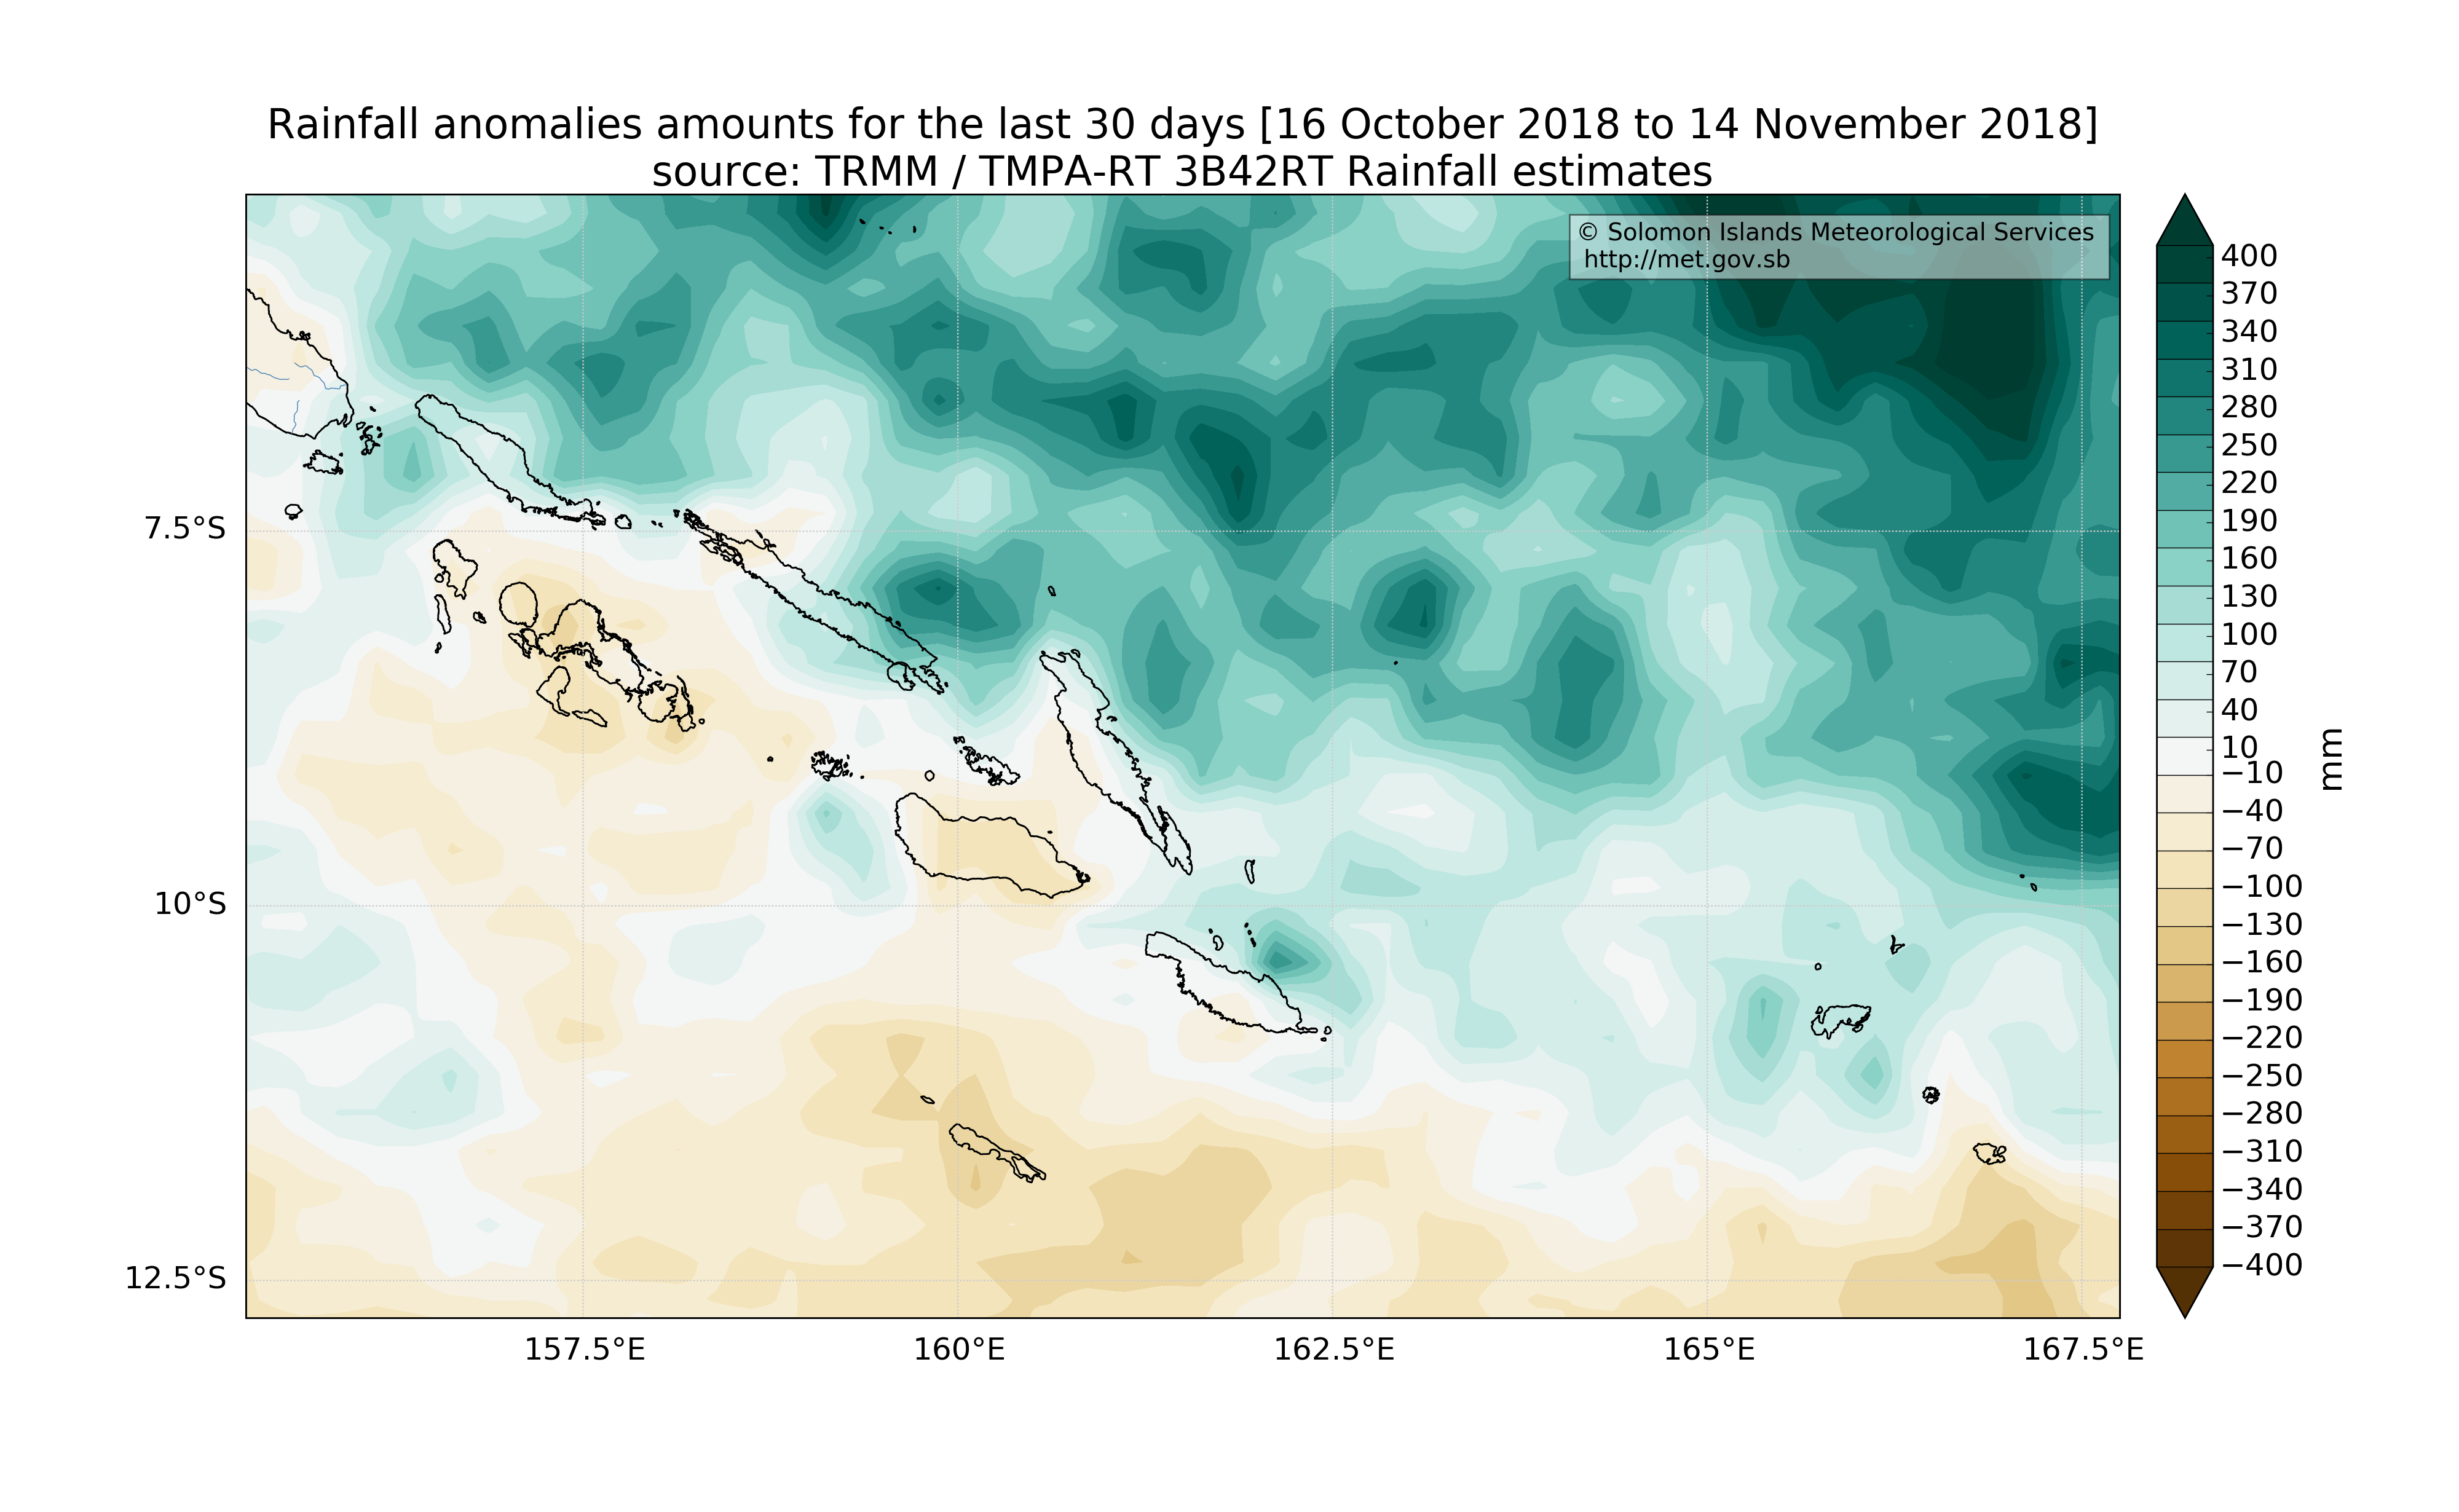 Rainfall anomalies amounts for the last 30 days [16 October 2018 to 14 November 2018]
source: TRMM / TMPA-RT 3B42RT Rainfall estimates
© Solomon Islands Meteorological Services
http://met.gov.sb
7.5°S
10°S
12.5°S
157.5°E
160°E
162.5°E
165°E
167.5°E
400
370
340
310
280
250
220
190
160
130
100
70
40
10
−10
−40
−70
−100
−130
−160
−190
−220
−250
−280
−310
−340
−370
−400
mm